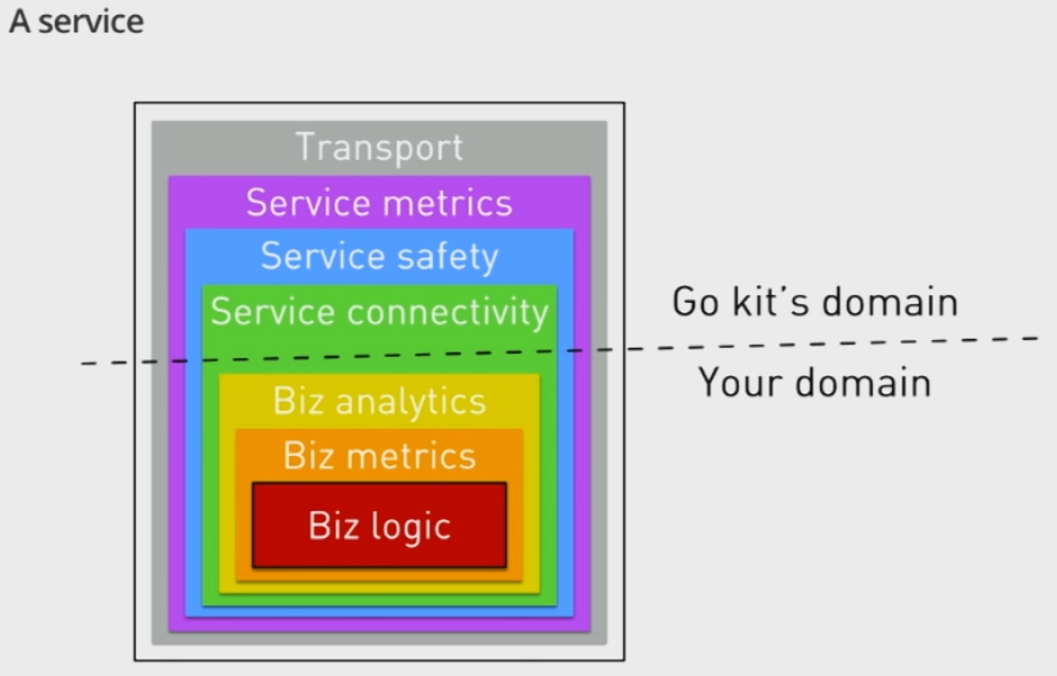 A service
Transport
Service metrics
Service safety
Service connectivity
Go kit's domain
Your domain
Biz analytics
Biz metrics
Biz logic